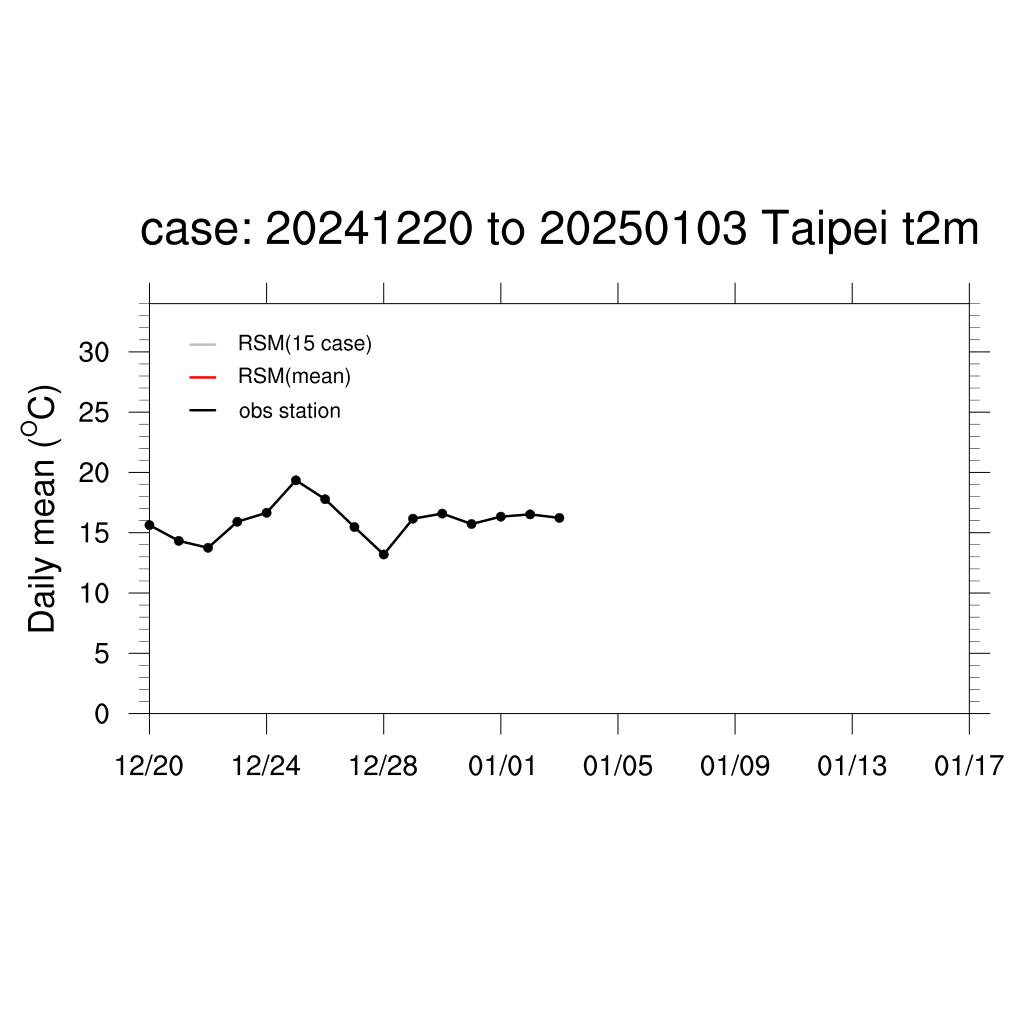 case: 20241220 to 20250103 Taipei t2m
RSM(15 case)
RSM(mean)
obs station
Daily mean (°C)
30
25
20
15
10
5
0
12/20 12/24 12/28 01/01 01/05 01/09 01/13 01/17